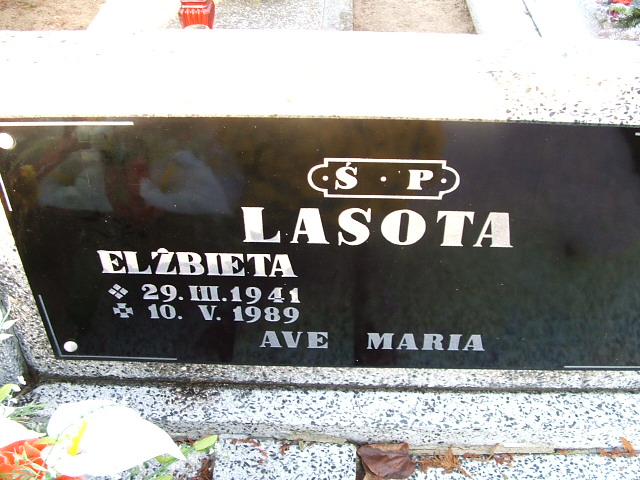 Ś · P
LASOTA
ELŻBIETA
29. III. 1941
10. V. 1989
AVE MARIA